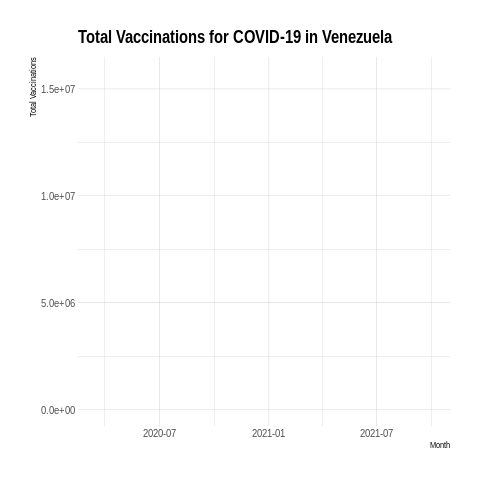 Total Vaccinations for COVID-19 in Venezuela
Total Vaccinations
1.5e+07
1.0e+07
5.0e+06
0.0e+00
2020-07 2021-01 2021-07
Month